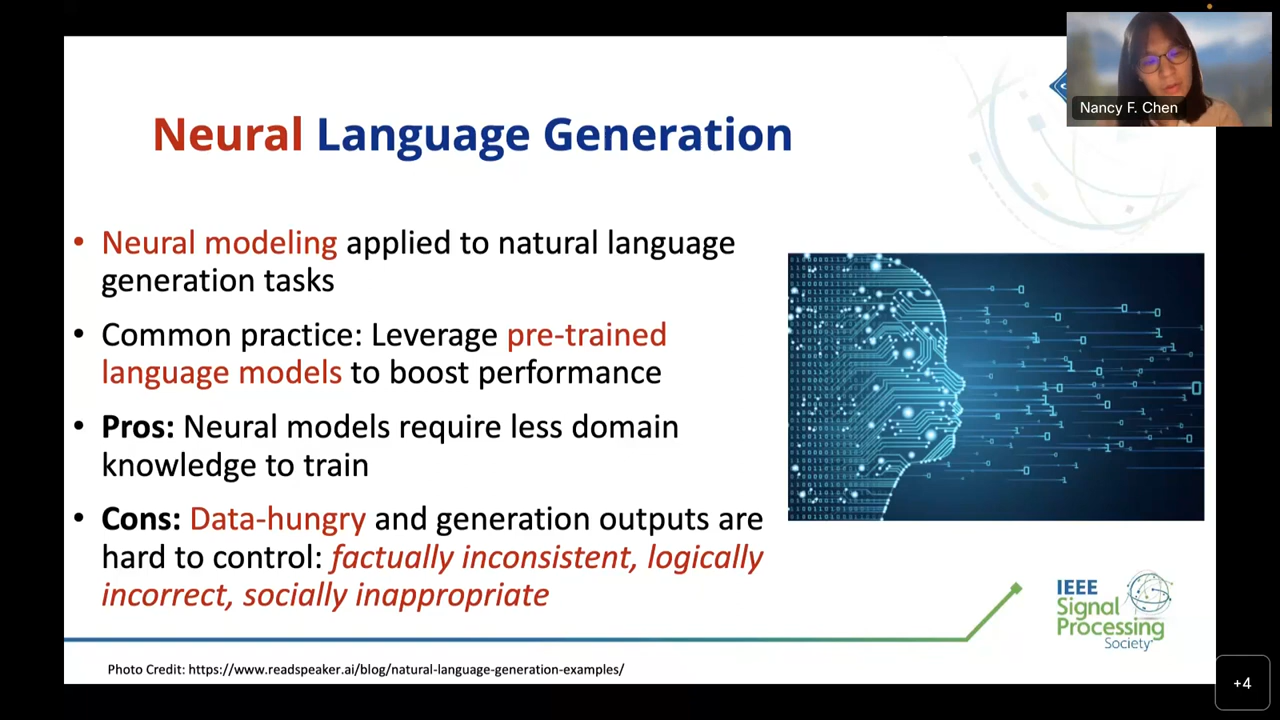 Nancy F. Chen
Neural Language Generation
• Neural modeling applied to natural language
generation tasks
• Common practice: Leverage pre-trained
language models to boost performance
• Pros: Neural models require less domain
knowledge to train
• Cons: Data-hungry and generation outputs are
hard to control: factually inconsistent, logically
incorrect, socially inappropriate
IEEE
Signal
Processing
Society
Photo Credit: https://www.readspeaker.ai/blog/natural-language-generation-examples/
+4